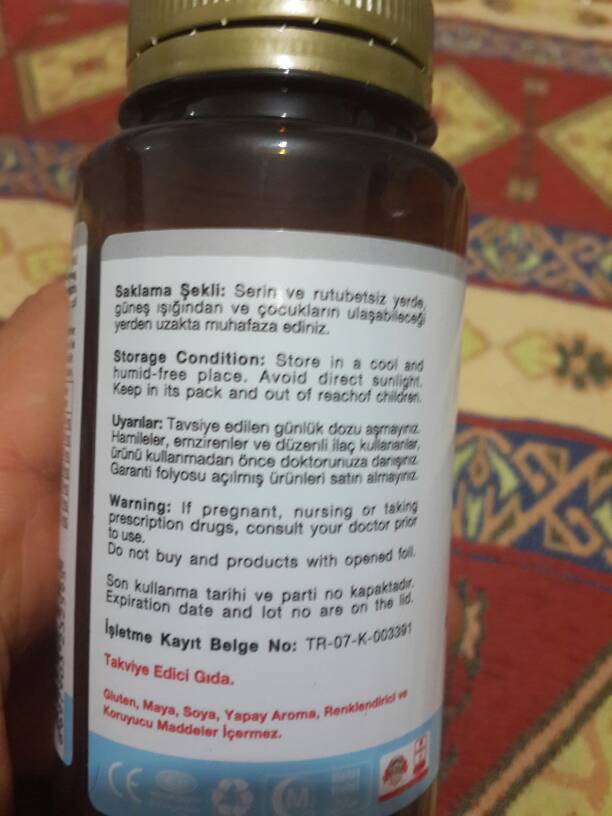 Saklama Şekli: Serin ve rutubetsiz yerde,
güneş ışığından ve çocukların ulaşabileceği
yerden uzakta muhafaza ediniz.
Storage Condition: Store in a cool and
humid-free place. Avoid direct sunlight.
Keep in its pack and out of reachof children.
Uyarılar: Tavsiye edilen günlük dozu aşmayınız.
Hamileler, emzirenler ve düzenli ilaç kullananlar,
ürünü kullanmadan önce doktorunuza danışınız.
Garanti folyosu açılmış ürünleri satın almayınız.
Warning: If pregnant, nursing or taking
prescription drugs, consult your doctor prior
to use.
Do not buy and products with opened foil.
Son kullanma tarihi ve parti no kapaktadır.
Expiration date and lot no are on the lid.
İşletme Kayıt Belge No: TR-07-K-003391
Takviye Edici Gıda.
Gluten, Maya, Soya, Yapay Aroma, Renklendirici ve
Koruyucu Maddeler İçermez.
CE
M